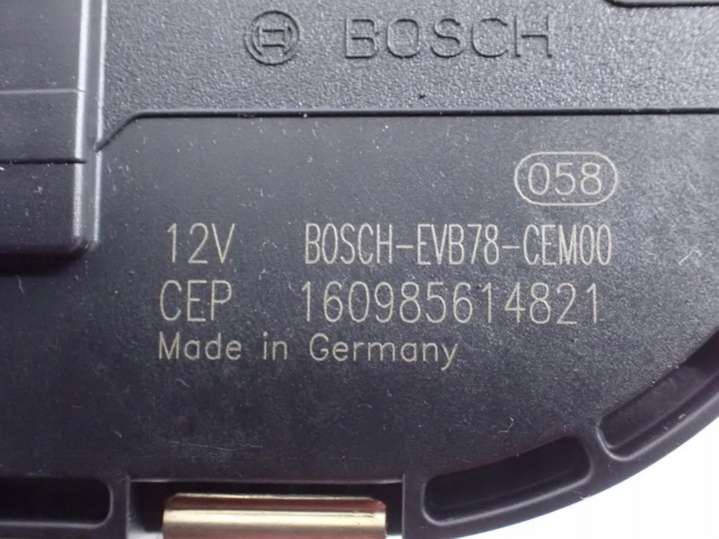 BOSCH
058
12V BOSCH-EVB78-CEM00
CEP 160985614821
Made in Germany